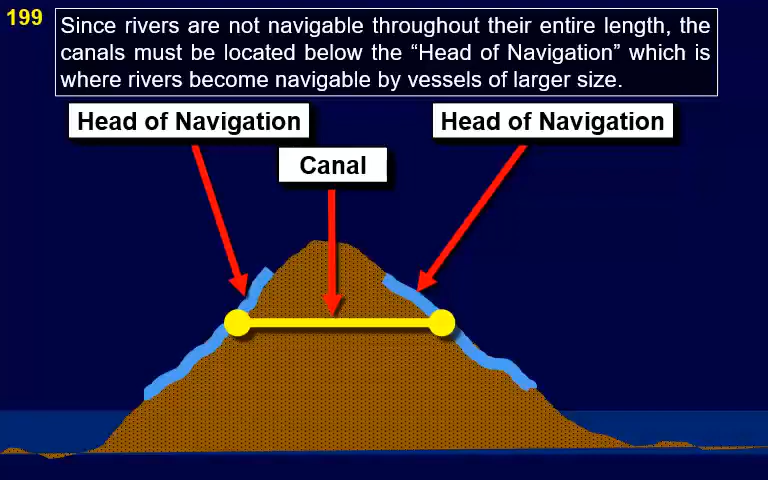 199
Since rivers are not navigable throughout their entire length, the
canals must be located below the “Head of Navigation” which is
where rivers become navigable by vessels of larger size.
Head of Navigation
Head of Navigation
Canal